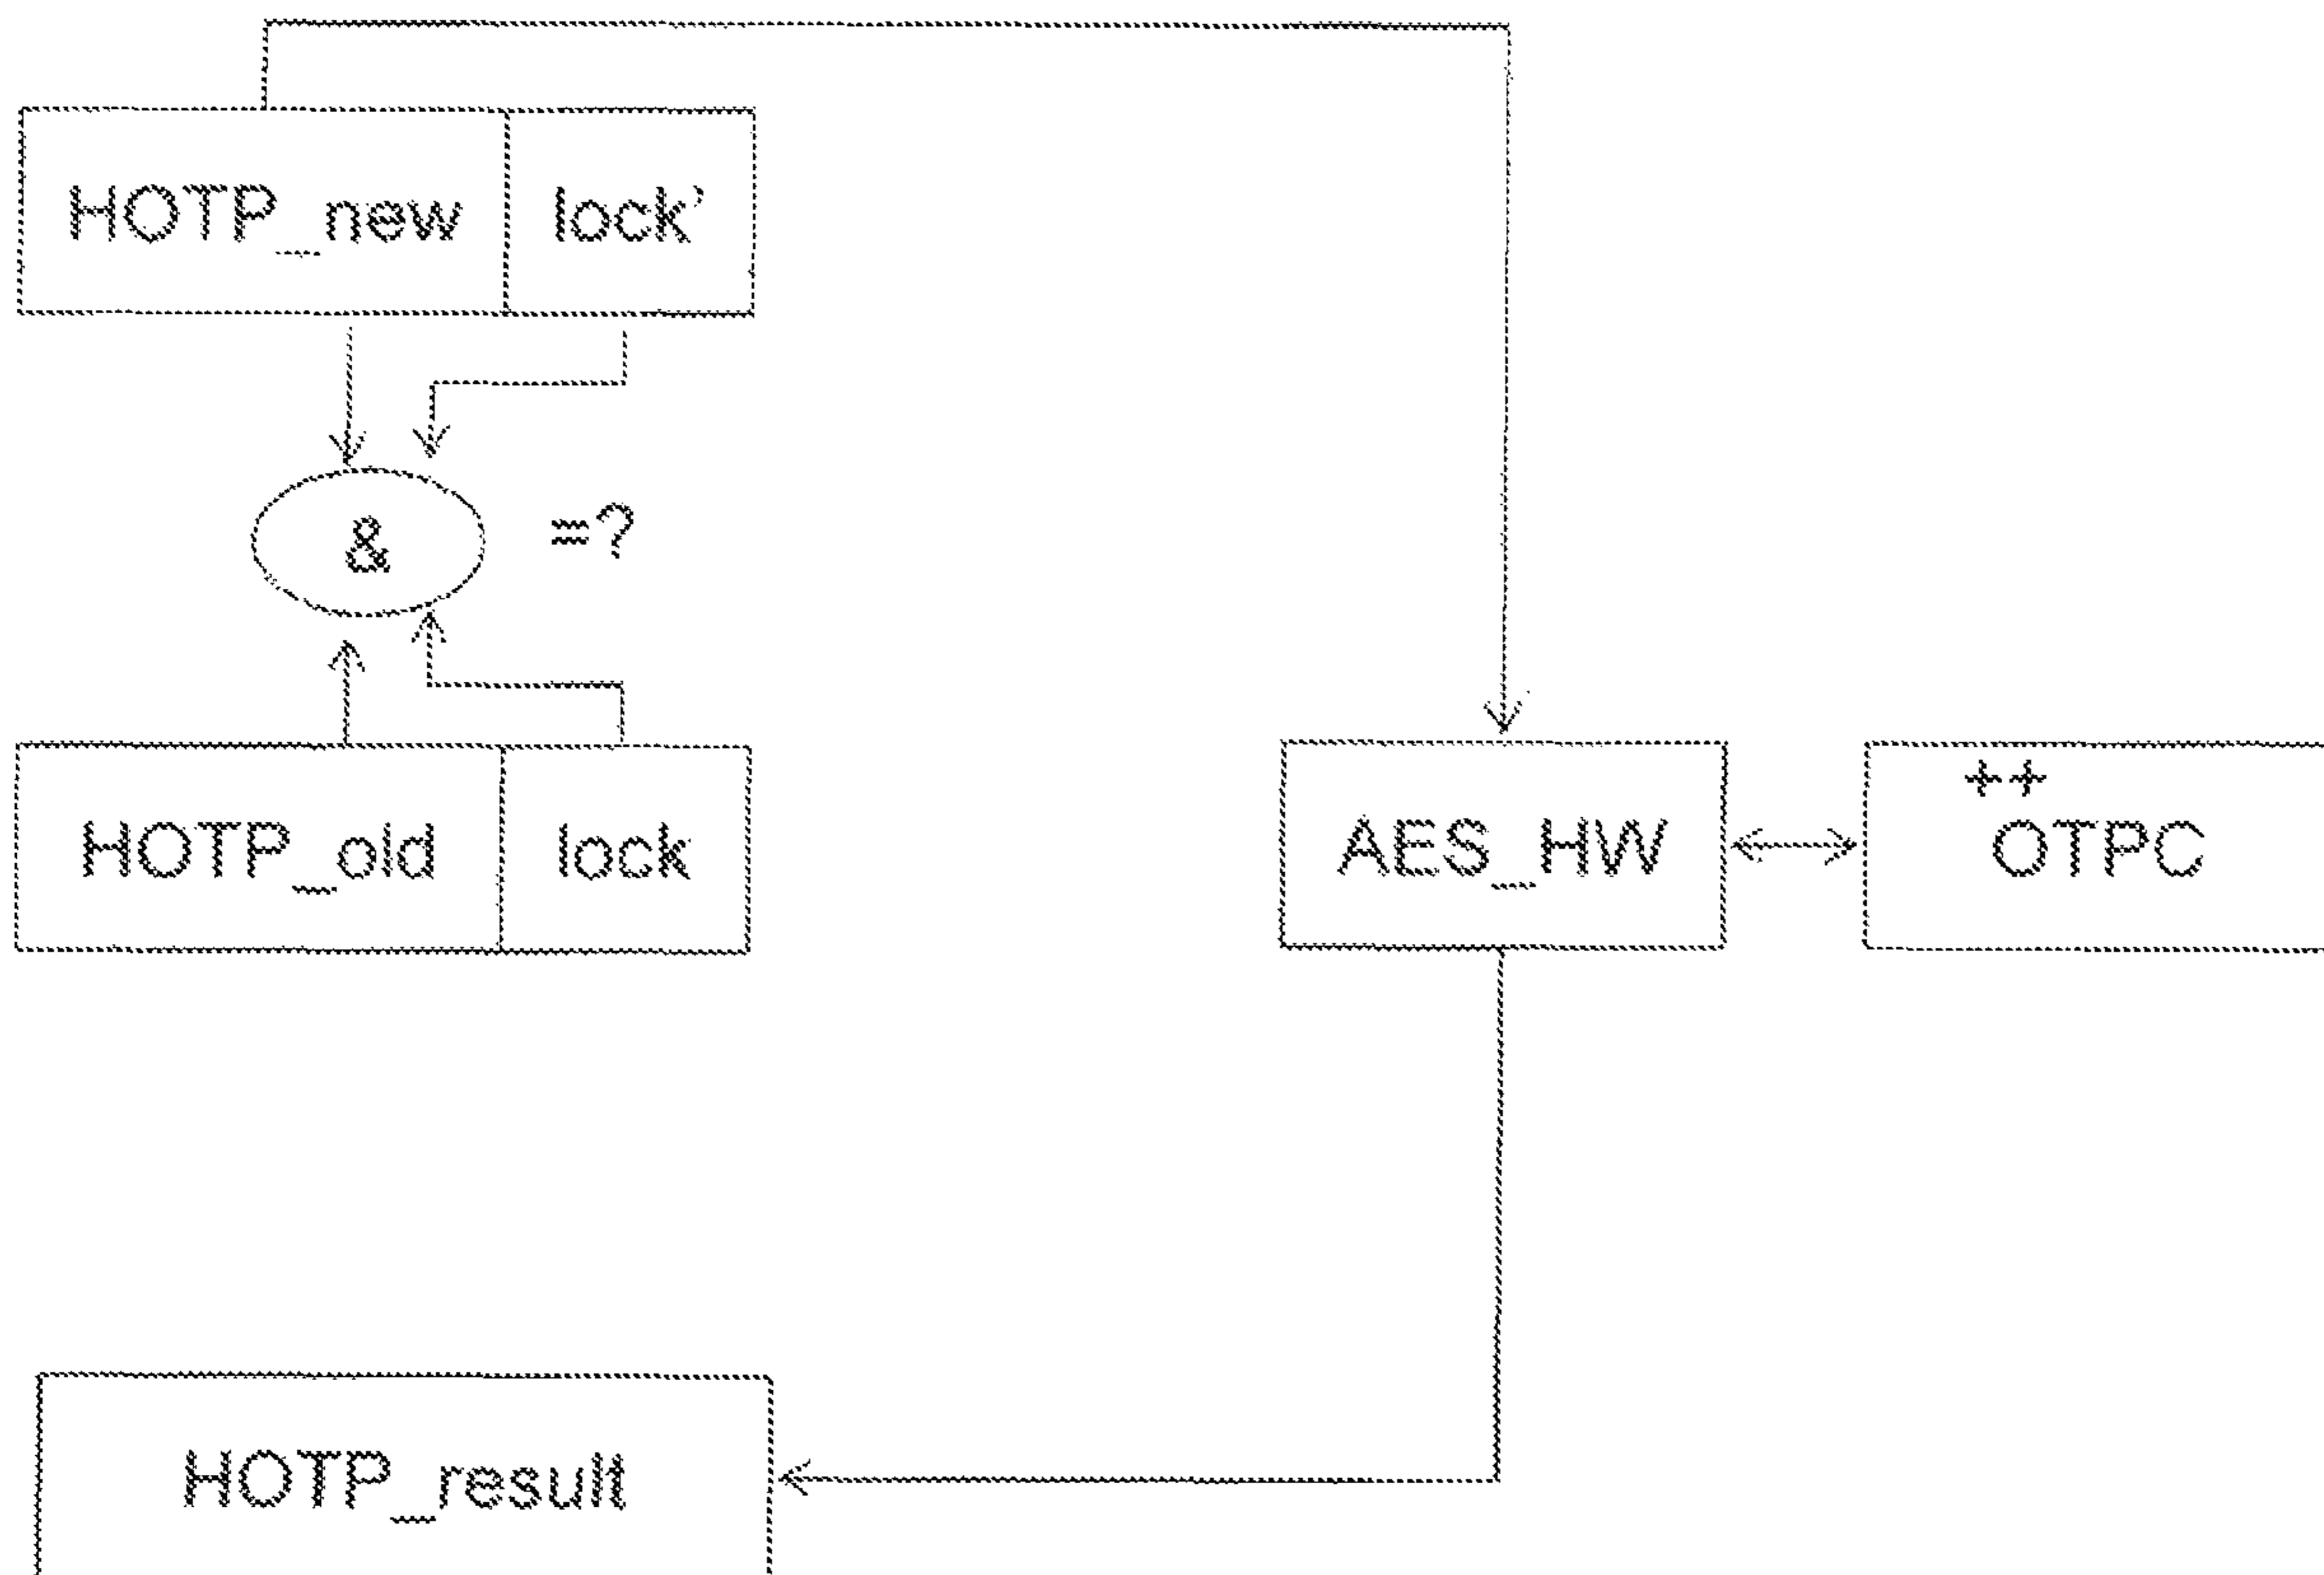 HOTP_new lock'
& =?
HOTP_old lock
AES_HW
++
OTPC
HOTP_result